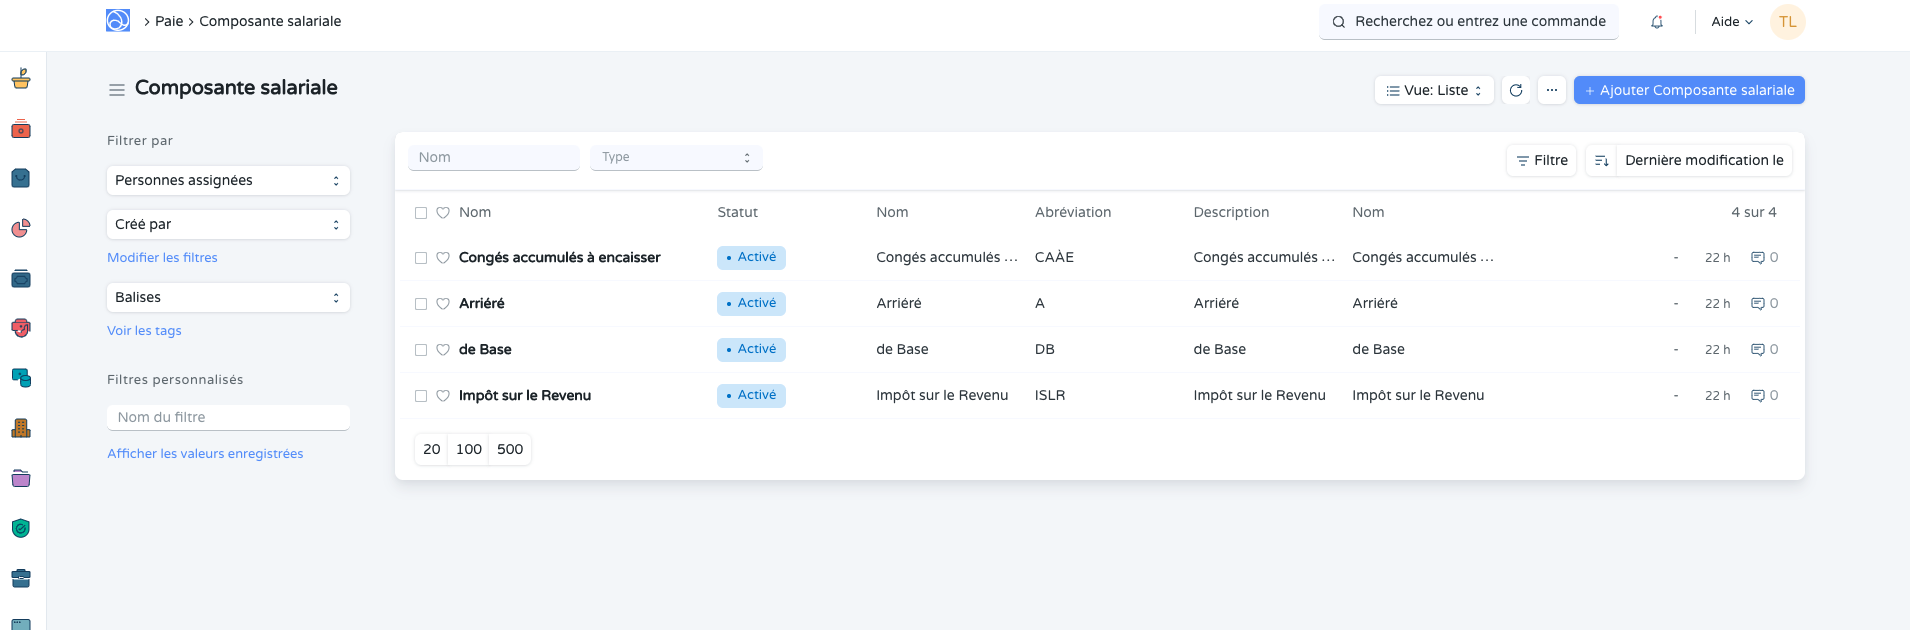 Paie
Composante salariale
Recherchez ou entrez une commande
Aide
TL
Composante salariale
Vue: Liste
...
+ Ajouter Composante salariale
Filtrer par
Personnes assignées
Créé par
Modifier les filtres
Balises
Voir les tags
Filtres personnalisés
Nom du filtre
Afficher les valeurs enregistrées
Nom
Type
Filtre
Dernière modification le
Nom Statut Nom Abréviation Description Nom 4 sur 4
Congés accumulés à encaisser • Activé Congés accumulés ... CAÀE Congés accumulés ... Congés accumulés ... - 22 h 0
Arriéré • Activé Arriéré A Arriéré Arriéré - 22 h 0
de Base • Activé de Base DB de Base de Base - 22 h 0
Impôt sur le Revenu • Activé Impôt sur le Revenu ISLR Impôt sur le Revenu Impôt sur le Revenu - 22 h 0
20 100 500